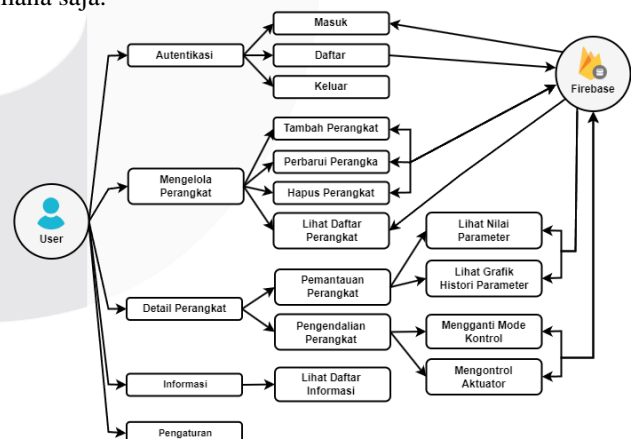 mana saja.
Masuk
Autentikasi
Daftar
Keluar
Firebase
Tambah Perangkat
Perbarui Perangka
Mengelola
Perangkat
Hapus Perangkat
Lihat Daftar
Perangkat
User
Lihat Nilai
Parameter
Pemantauan
Perangkat
Lihat Grafik
Histori Parameter
Detail Perangkat
Pengendalian
Perangkat
Mengganti Mode
Kontrol
Mengontrol
Aktuator
Informasi
Lihat Daftar
Informasi
Pengaturan